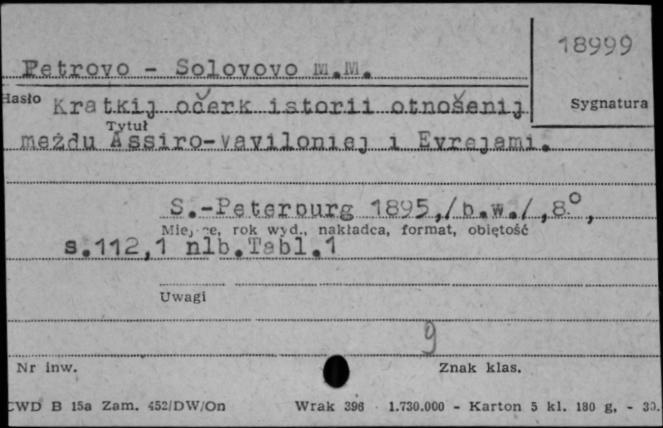 18999
Petrovo - Solovovo M.M.
Hasło Kratkij očerk istorii otnošenij Sygnatura
Tytuł
meždu Assiro-Vaviloniej i Evrejami.
S.-Peterburg 1895,/b.w./,8°,
Miejsce, rok wyd., nakładca, format, objętość
s.112,1 nlb.Tabl.1
Uwagi
9
Nr inw. Znak klas.
CWD B 15a Zam. 452/DW/On Wrak 396 1.730.000 - Karton 5 kl. 180 g, - 30.